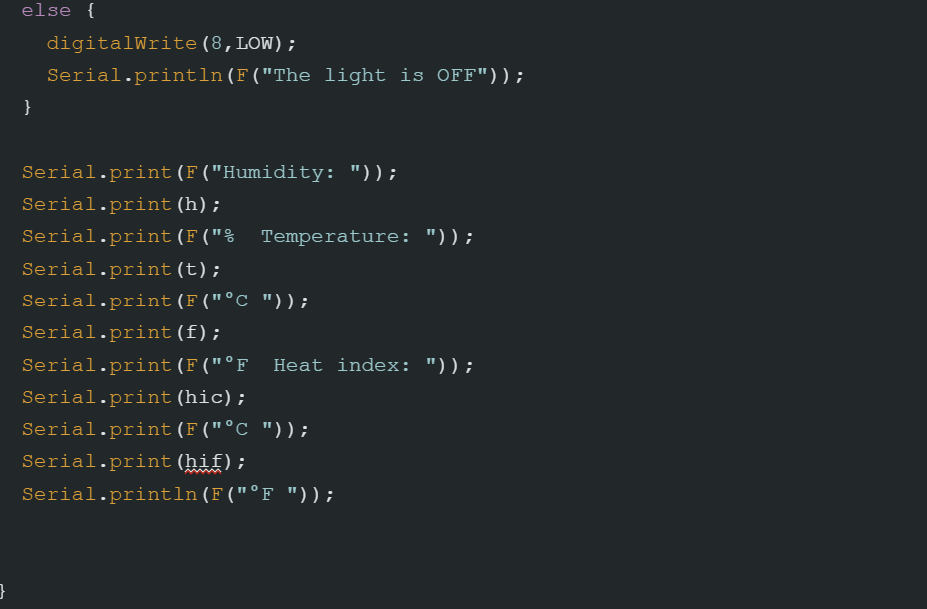 else {
digitalWrite(8,LOW);
Serial.println(F("The light is OFF"));
}
Serial.print(F("Humidity: "));
Serial.print(h);
Serial.print(F("%  Temperature: "));
Serial.print(t);
Serial.print(F("°C "));
Serial.print(f);
Serial.print(F("°F  Heat index: "));
Serial.print(hic);
Serial.print(F("°C "));
Serial.print(hif);
Serial.println(F("°F "));
}